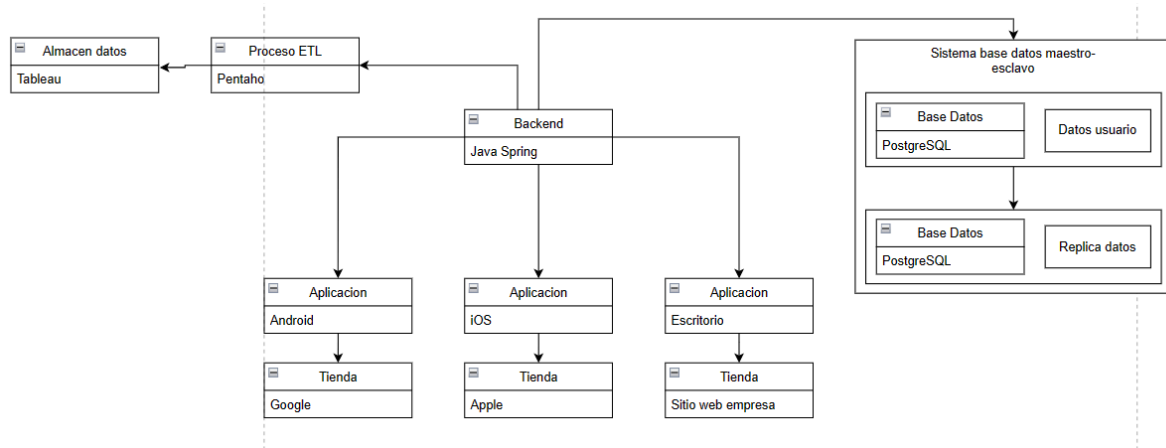 Almacen datos
Tableau
Proceso ETL
Pentaho
Backend
Java Spring
Sistema base datos maestro-
esclavo
Base Datos
PostgreSQL
Datos usuario
Base Datos
PostgreSQL
Replica datos
Aplicacion
Android
Aplicacion
iOS
Aplicacion
Escritorio
Tienda
Google
Tienda
Apple
Tienda
Sitio web empresa